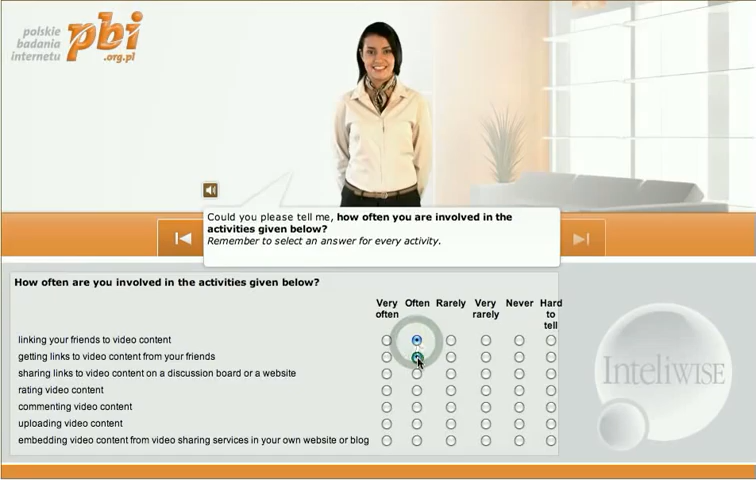 polskie
badania
internetu
pbi
.org.pl
Could you please tell me, how often you are involved in the
activities given below?
Remember to select an answer for every activity.
How often are you involved in the activities given below?
Very often Often Rarely Very rarely Never Hard to tell
linking your friends to video content
getting links to video content from your friends
sharing links to video content on a discussion board or a website
rating video content
commenting video content
uploading video content
embedding video content from video sharing services in your own website or blog
InteliWISE